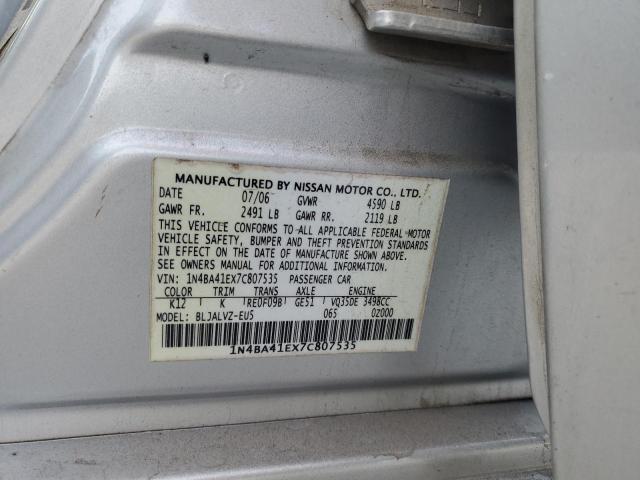 MANUFACTURED BY NISSAN MOTOR CO., LTD.
DATE 07/06 GVWR 4590 LB
GAWR FR. 2491 LB GAWR RR. 2119 LB
THIS VEHICLE CONFORMS TO ALL APPLICABLE FEDERAL MOTOR
VEHICLE SAFETY, BUMPER AND THEFT PREVENTION STANDARDS
IN EFFECT ON THE DATE OF MANUFACTURE SHOWN ABOVE.
SEE OWNERS MANUAL FOR ADDITIONAL INFORMATION.
VIN: 1N4BA41EX7C807535 PASSENGER CAR
COLOR TRIM TRANS AXLE ENGINE
K12 K RE0F09B GE51 VQ35DE 3498CC
MODEL: BLJALVZ-EU5 065 0Z000
1N4BA41EX7C807535